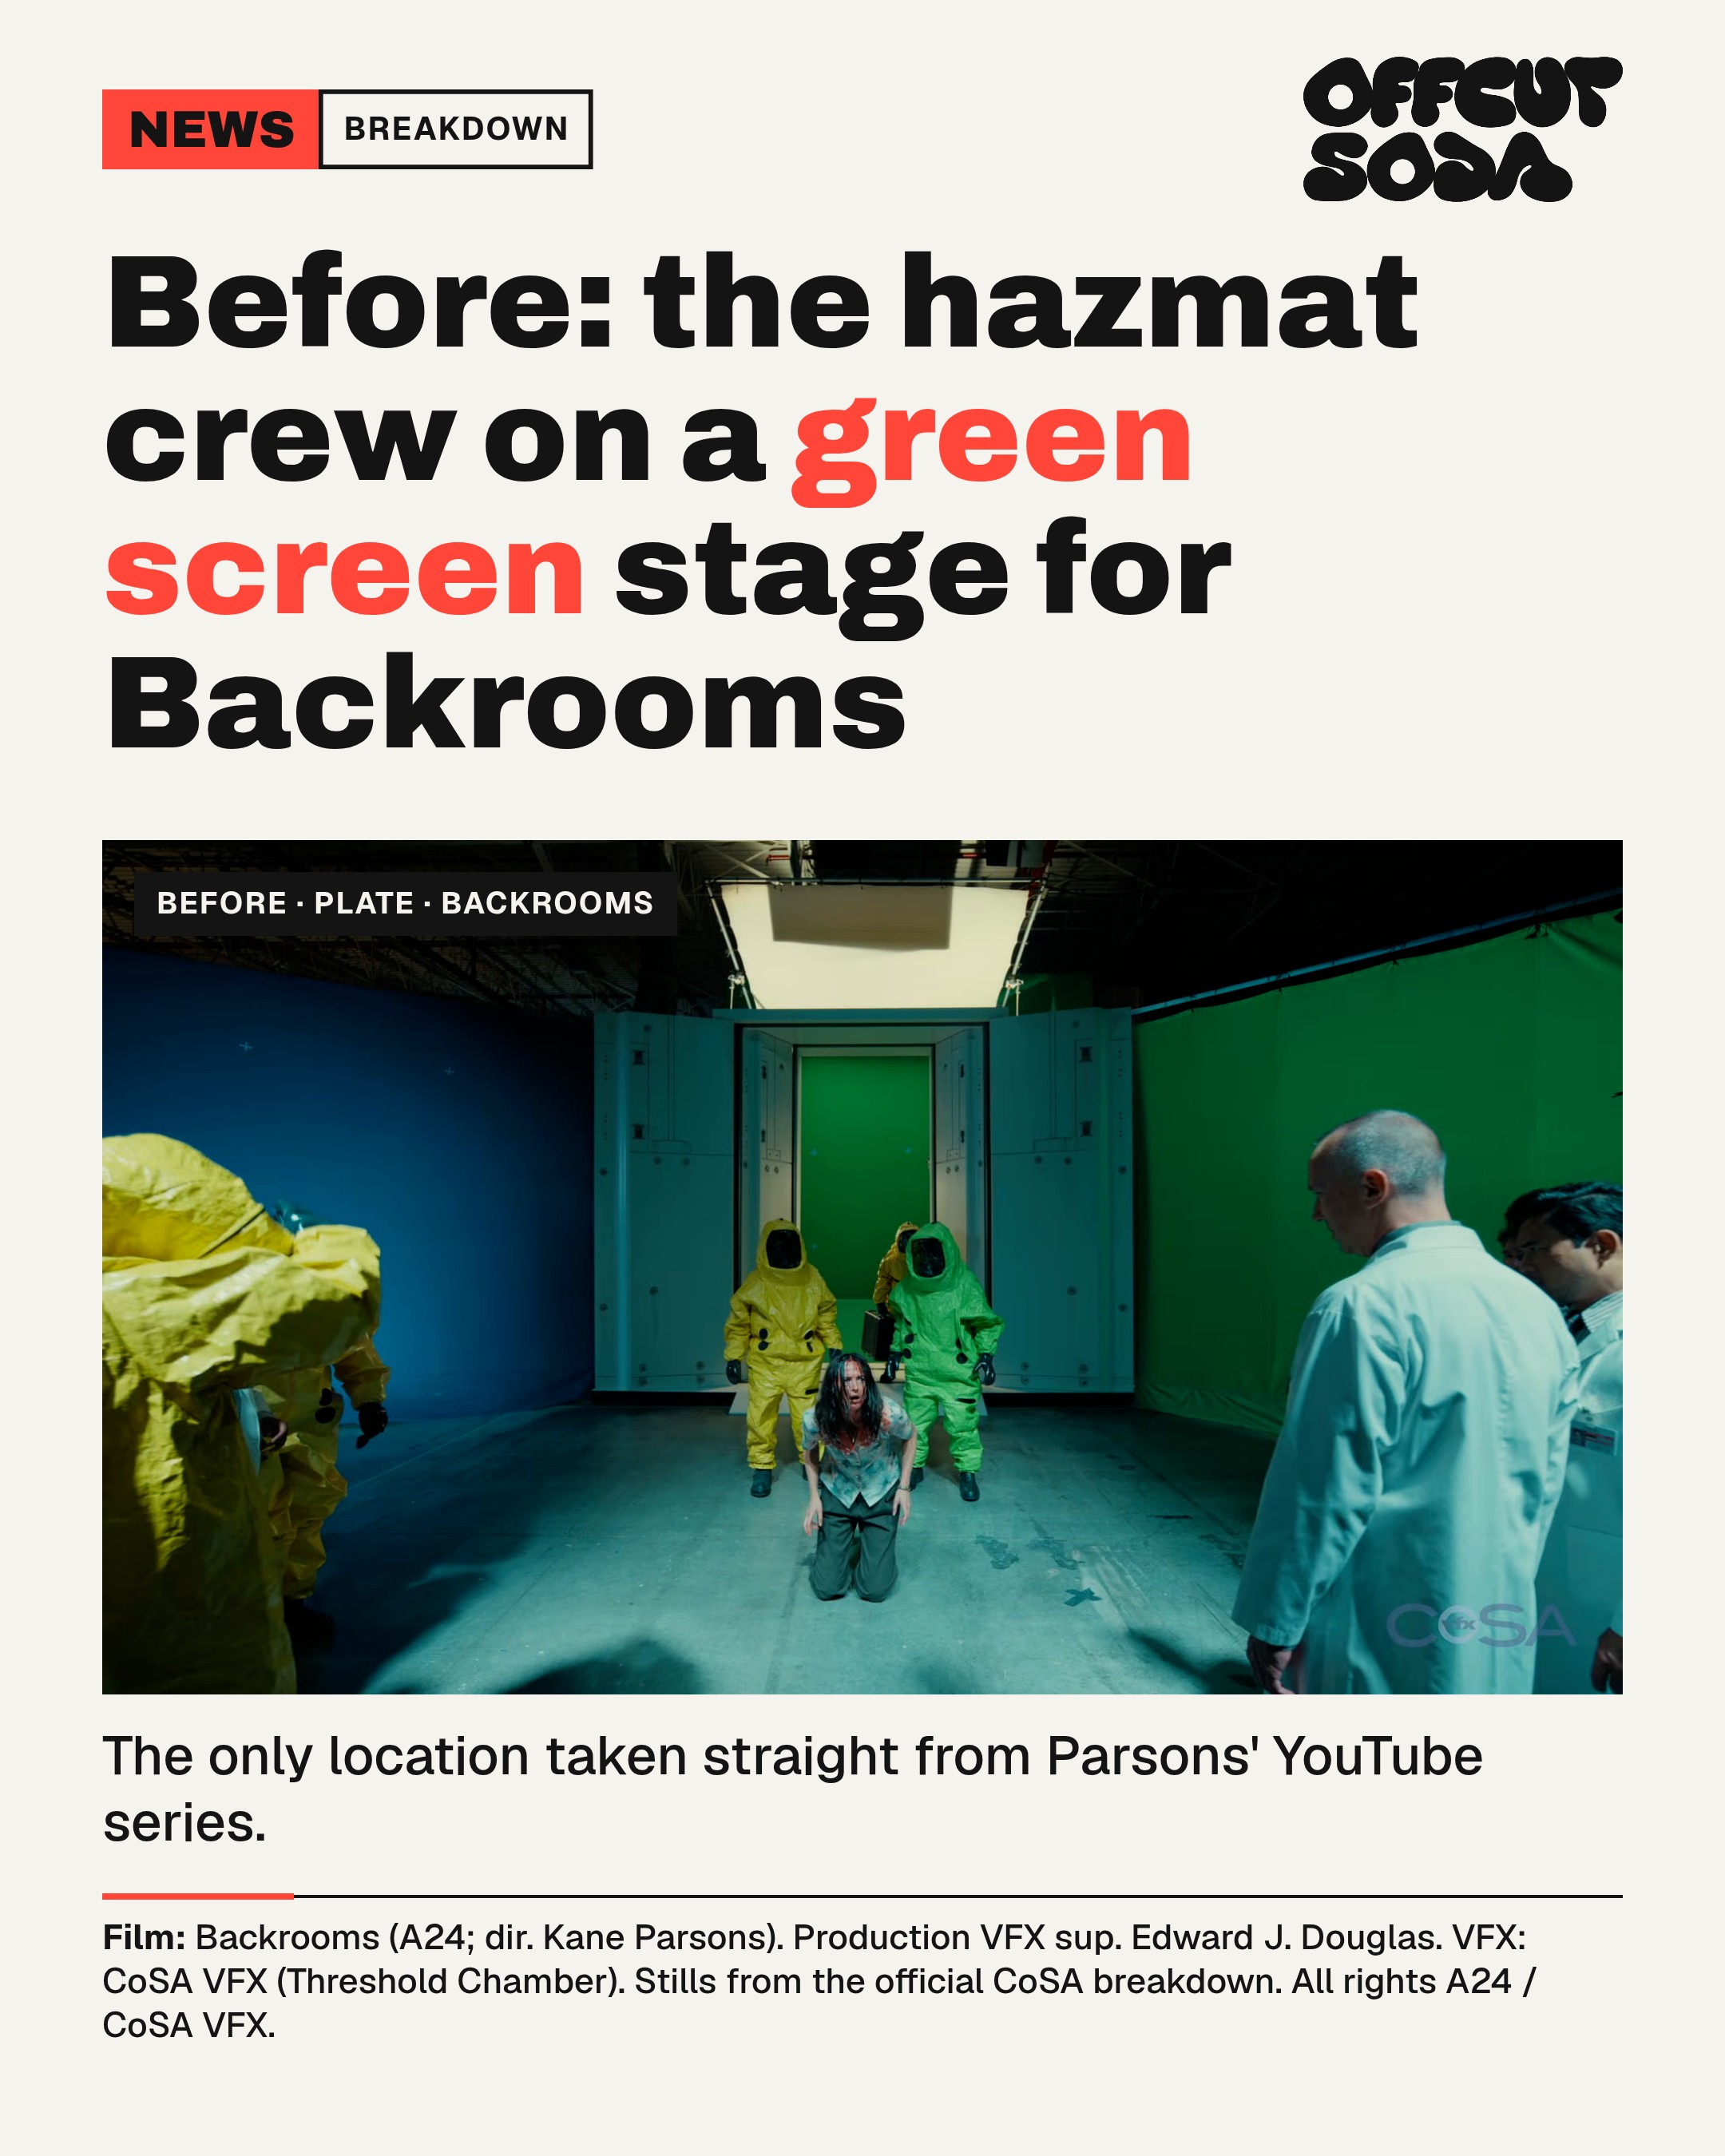 NEWS BREAKDOWN
OFFCUT
SODA
Before: the hazmat
crew on a green
screen stage for
Backrooms
BEFORE · PLATE · BACKROOMS
CoSA
vfx
The only location taken straight from Parsons' YouTube
series.
Film: Backrooms (A24; dir. Kane Parsons). Production VFX sup. Edward J. Douglas. VFX:
CoSA VFX (Threshold Chamber). Stills from the official CoSA breakdown. All rights A24 /
CoSA VFX.